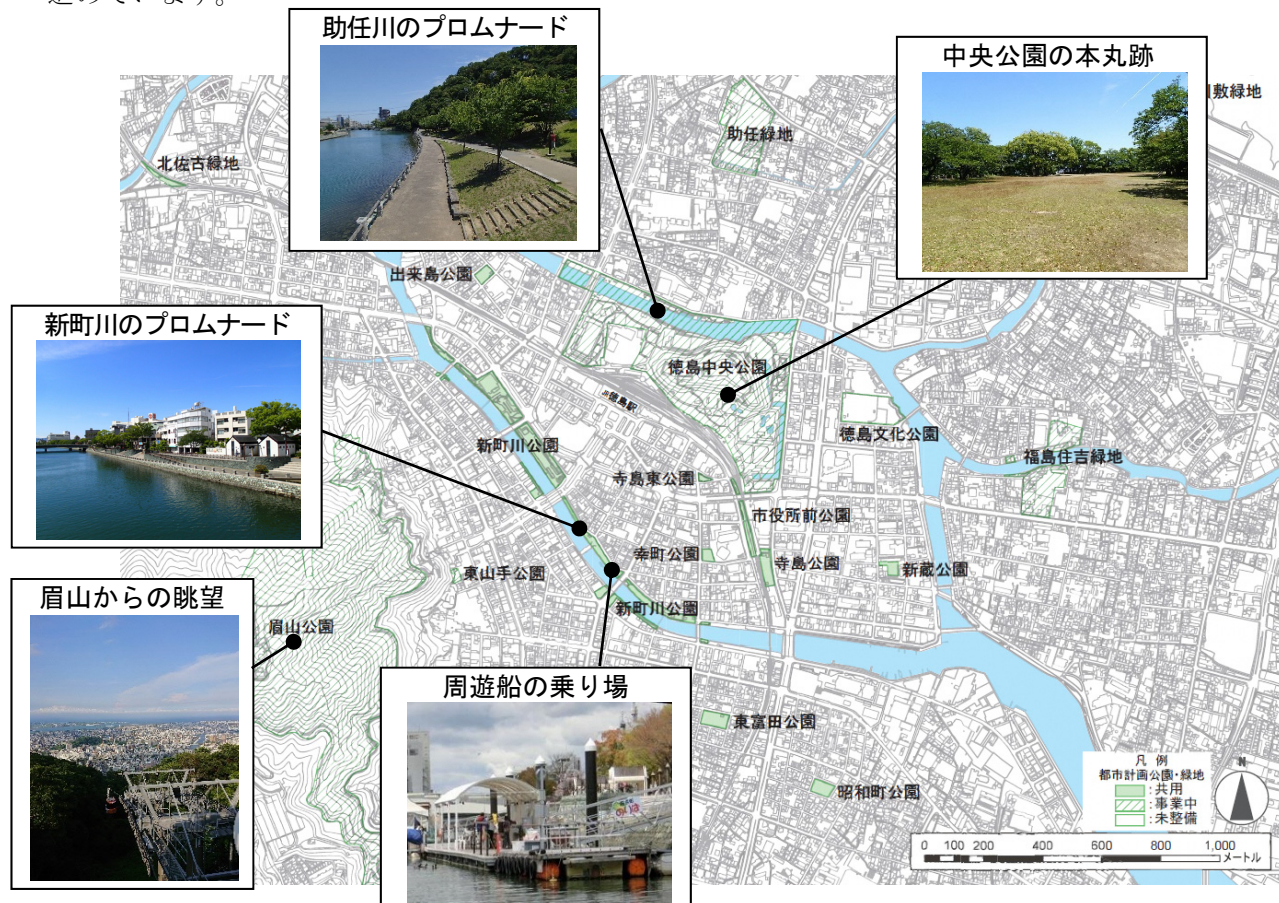 進めています。
助任川のプロムナード
中央公園の本丸跡
敷緑地
助任緑地
北佐古緑地
出来島公園
新町川のプロムナード
徳島中央公園
JR徳島駅
徳島文化公園
新町川公園
福島住吉緑地
寺島東公園
市役所前公園
幸町公園
寺島公園
新蔵公園
東山手公園
眉山からの眺望
新町川公園
眉山公園
周遊船の乗り場
東富田公園
凡 例
都市計画公園・緑地
:共用
:事業中
:未整備
N
昭和町公園
0 100 200 400 600 800 1,000
メートル